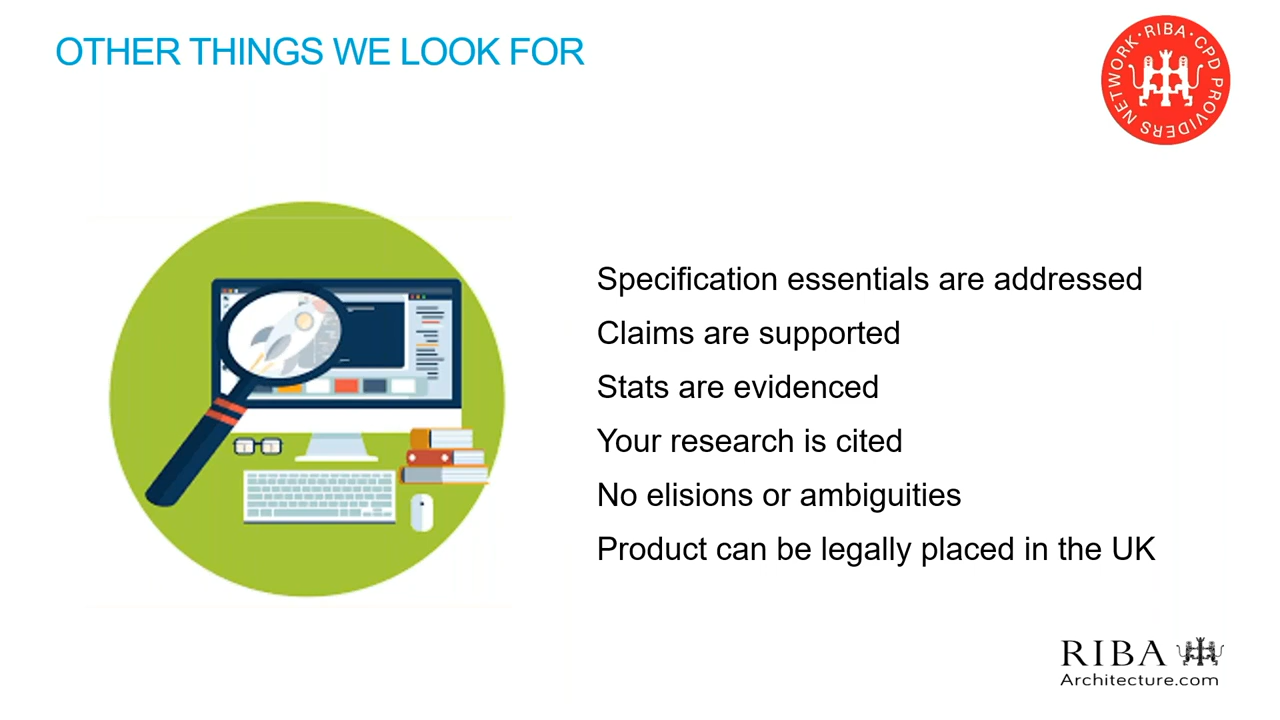 OTHER THINGS WE LOOK FOR
NETWORK · RIBA · CPD PROVIDERS
Specification essentials are addressed
Claims are supported
Stats are evidenced
Your research is cited
No elisions or ambiguities
Product can be legally placed in the UK
RIBA
Architecture.com